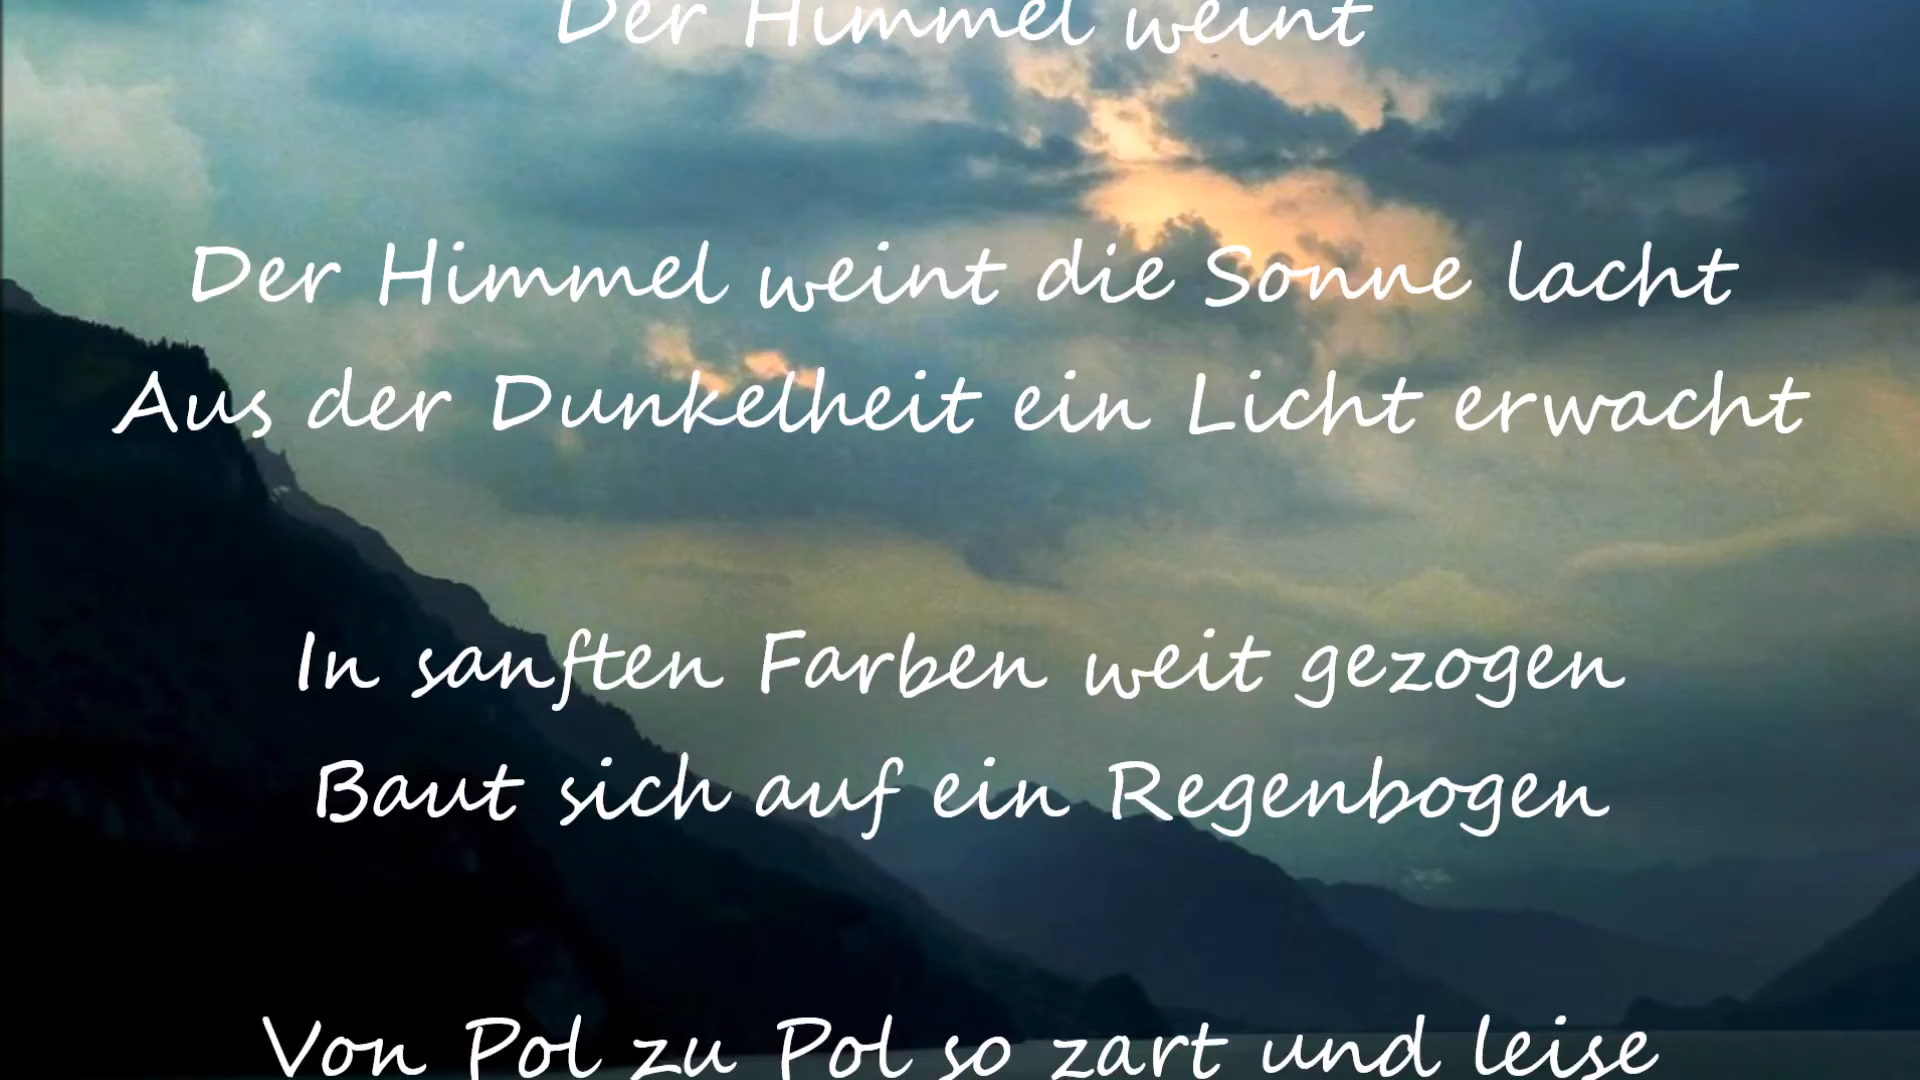 Der Himmel weint
Der Himmel weint die Sonne lacht
Aus der Dunkelheit ein Licht erwacht
In sanften Farben weit gezogen
Baut sich auf ein Regenbogen
Von Pol zu Pol so zart und leise